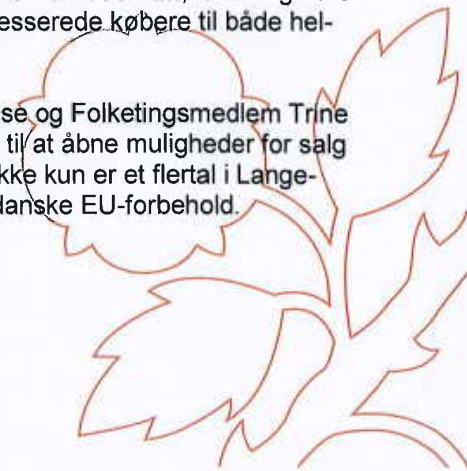 esserede købere til både hel-
se og Folketingsmedlem Trine
til at åbne muligheder for salg
kke kun er et flertal i Lange-
danske EU-forbehold.